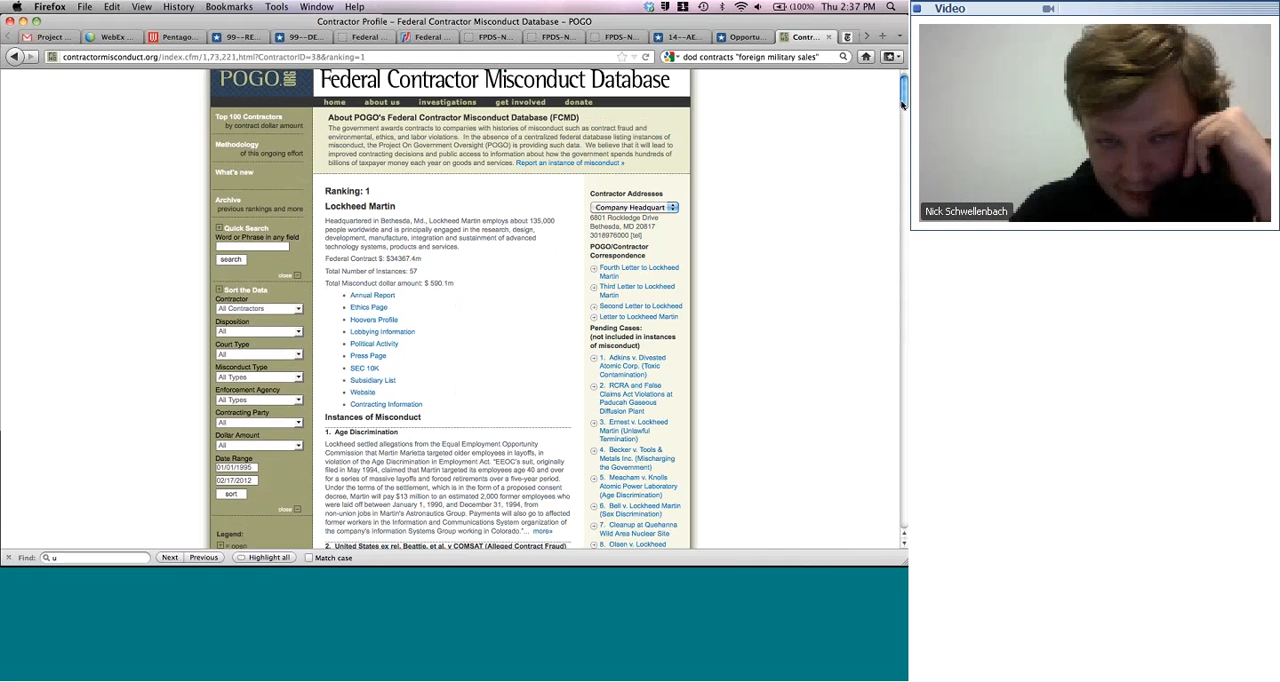 Firefox File Edit View History Bookmarks Tools Window Help
(100%) Thu 2:37 PM
Contractor Profile – Federal Contractor Misconduct Database – POGO
Project ... WebEx ... Pentago... 99--RE... 99--DE... Federal ... Federal ... FPDS-N... FPDS-N... FPDS-N... 14--AE... Opportu... Contr...
contractormisconduct.org/index.cfm/1,73,221,html?ContractorID=38&ranking=1
dod contracts "foreign military sales"
POGO.ORG
Federal Contractor Misconduct Database
home about us investigations get involved donate
Top 100 Contractors
by contract dollar amount
Methodology
of this ongoing effort
What's new
Archive
previous rankings and more
Quick Search
Word or Phrase in any field
search
close
Sort the Data
Contractor
All Contractors
Disposition
All
Court Type
All
Misconduct Type
All Types
Enforcement Agency
All Types
Contracting Party
All
Dollar Amount
All
Date Range
01/01/1995
02/17/2012
sort
close
Legend:
= open
About POGO's Federal Contractor Misconduct Database (FCMD)
The government awards contracts to companies with histories of misconduct such as contract fraud and
environmental, ethics, and labor violations. In the absence of a centralized federal database listing instances of
misconduct, the Project On Government Oversight (POGO) is providing such data. We believe that it will lead to
improved contracting decisions and public access to information about how the government spends hundreds of
billions of taxpayer money each year on goods and services. Report an instance of misconduct »
Ranking: 1
Lockheed Martin
Headquartered in Bethesda, Md., Lockheed Martin employs about 135,000
people worldwide and is principally engaged in the research, design,
development, manufacture, integration and sustainment of advanced
technology systems, products and services.
Federal Contract $: $34367.4m
Total Number of Instances: 57
Total Misconduct dollar amount: $ 590.1m
• Annual Report
• Ethics Page
• Hoovers Profile
• Lobbying Information
• Political Activity
• Press Page
• SEC 10K
• Subsidiary List
• Website
• Contracting Information
Instances of Misconduct
1. Age Discrimination
Lockheed settled allegations from the Equal Employment Opportunity
Commission that Martin Marietta targeted older employees in layoffs, in
violation of the Age Discrimination in Employment Act. "EEOC's suit, originally
filed in May 1994, claimed that Martin targeted its employees age 40 and over
for a series of massive layoffs and forced retirements over a five-year period.
Under the terms of the settlement, which is in the form of a proposed consent
decree, Martin will pay $13 million to an estimated 2,000 former employees who
were laid off between January 1, 1990, and December 31, 1994, from
non-union jobs in Martin's Astronautics Group. Payments will also go to affected
former workers in the Information and Communications System organization of
the company's Information Systems Group working in Colorado."... more»
2. United States ex rel. Beattie, et al. v COMSAT (Alleged Contract Fraud)
Contractor Addresses
Company Headquart
6801 Rockledge Drive
Bethesda, MD 20817
3018976000 [tel]
POGO/Contractor
Correspondence
Fourth Letter to Lockheed
Martin
Third Letter to Lockheed
Martin
Second Letter to Lockheed
Letter to Lockheed Martin
Pending Cases:
(not included in instances
of misconduct)
1. Adkins v. Divested
Atomic Corp. (Toxic
Contamination)
2. RCRA and False
Claims Act Violations at
Paducah Gaseous
Diffusion Plant
3. Ernest v. Lockheed
Martin (Unlawful
Termination)
4. Becker v. Tools &
Metals Inc. (Mischarging
the Government)
5. Meacham v. Knolls
Atomic Power Laboratory
(Age Discrimination)
6. Bell v. Lockheed Martin
(Sex Discrimination)
7. Cleanup at Quehanna
Wild Area Nuclear Site
8. Olsen v. Lockheed
Find: u Next Previous Highlight all Match case
Video
Nick Schwellenbach